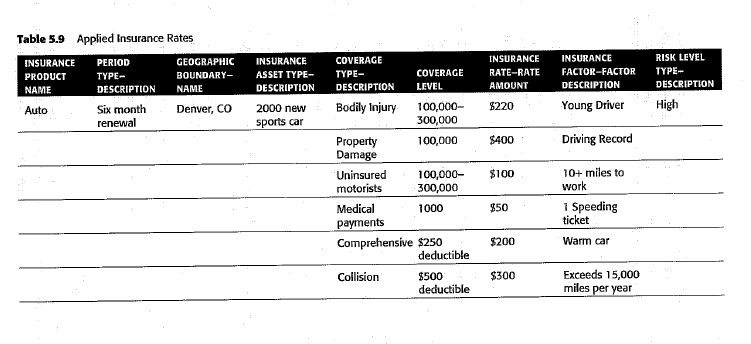 Table 5.9 Applied Insurance Rates
INSURANCE PRODUCT NAME PERIOD TYPE– DESCRIPTION GEOGRAPHIC BOUNDARY– NAME INSURANCE ASSET TYPE– DESCRIPTION COVERAGE TYPE– DESCRIPTION COVERAGE LEVEL INSURANCE RATE–RATE AMOUNT INSURANCE FACTOR–FACTOR DESCRIPTION RISK LEVEL TYPE– DESCRIPTION
Auto Six month renewal Denver, CO 2000 new sports car Bodily Injury 100,000– 300,000 $220 Young Driver High
Property Damage 100,000 $400 Driving Record
Uninsured motorists 100,000– 300,000 $100 10+ miles to work
Medical payments 1000 $50 1 Speeding ticket
Comprehensive $250 deductible $200 Warm car
Collision $500 deductible $300 Exceeds 15,000 miles per year